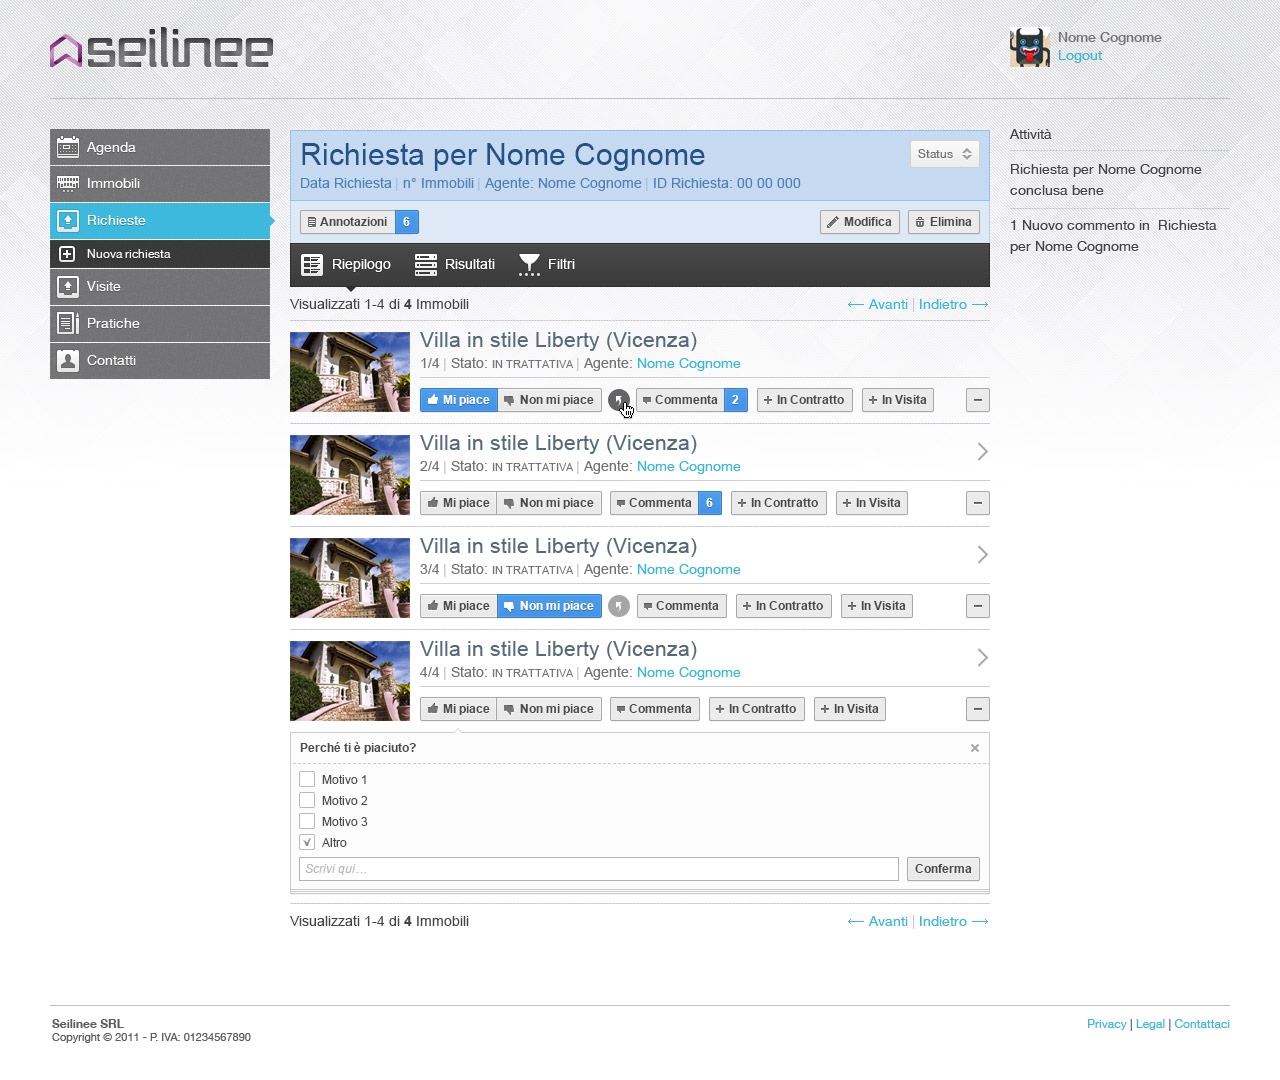 seilinee
Nome Cognome
Logout
Agenda
Immobili
Richieste
Nuova richiesta
Visite
Pratiche
Contatti
Richiesta per Nome Cognome
Status
Data Richiesta | n° Immobili | Agente: Nome Cognome | ID Richiesta: 00 00 000
Annotazioni 6
Modifica
Elimina
Riepilogo
Risultati
Filtri
Visualizzati 1-4 di 4 Immobili
Avanti | Indietro
Villa in stile Liberty (Vicenza)
1/4 | Stato: IN TRATTATIVA | Agente: Nome Cognome
Mi piace Non mi piace Commenta 2 In Contratto In Visita
Villa in stile Liberty (Vicenza)
2/4 | Stato: IN TRATTATIVA | Agente: Nome Cognome
Mi piace Non mi piace Commenta 6 In Contratto In Visita
Villa in stile Liberty (Vicenza)
3/4 | Stato: IN TRATTATIVA | Agente: Nome Cognome
Mi piace Non mi piace Commenta In Contratto In Visita
Villa in stile Liberty (Vicenza)
4/4 | Stato: IN TRATTATIVA | Agente: Nome Cognome
Mi piace Non mi piace Commenta In Contratto In Visita
Perché ti è piaciuto?
Motivo 1
Motivo 2
Motivo 3
Altro
Scrivi qui...
Conferma
Visualizzati 1-4 di 4 Immobili
Avanti | Indietro
Attività
Richiesta per Nome Cognome
conclusa bene
1 Nuovo commento in Richiesta
per Nome Cognome
Seilinee SRL
Copyright © 2011 - P. IVA: 01234567890
Privacy | Legal | Contattaci